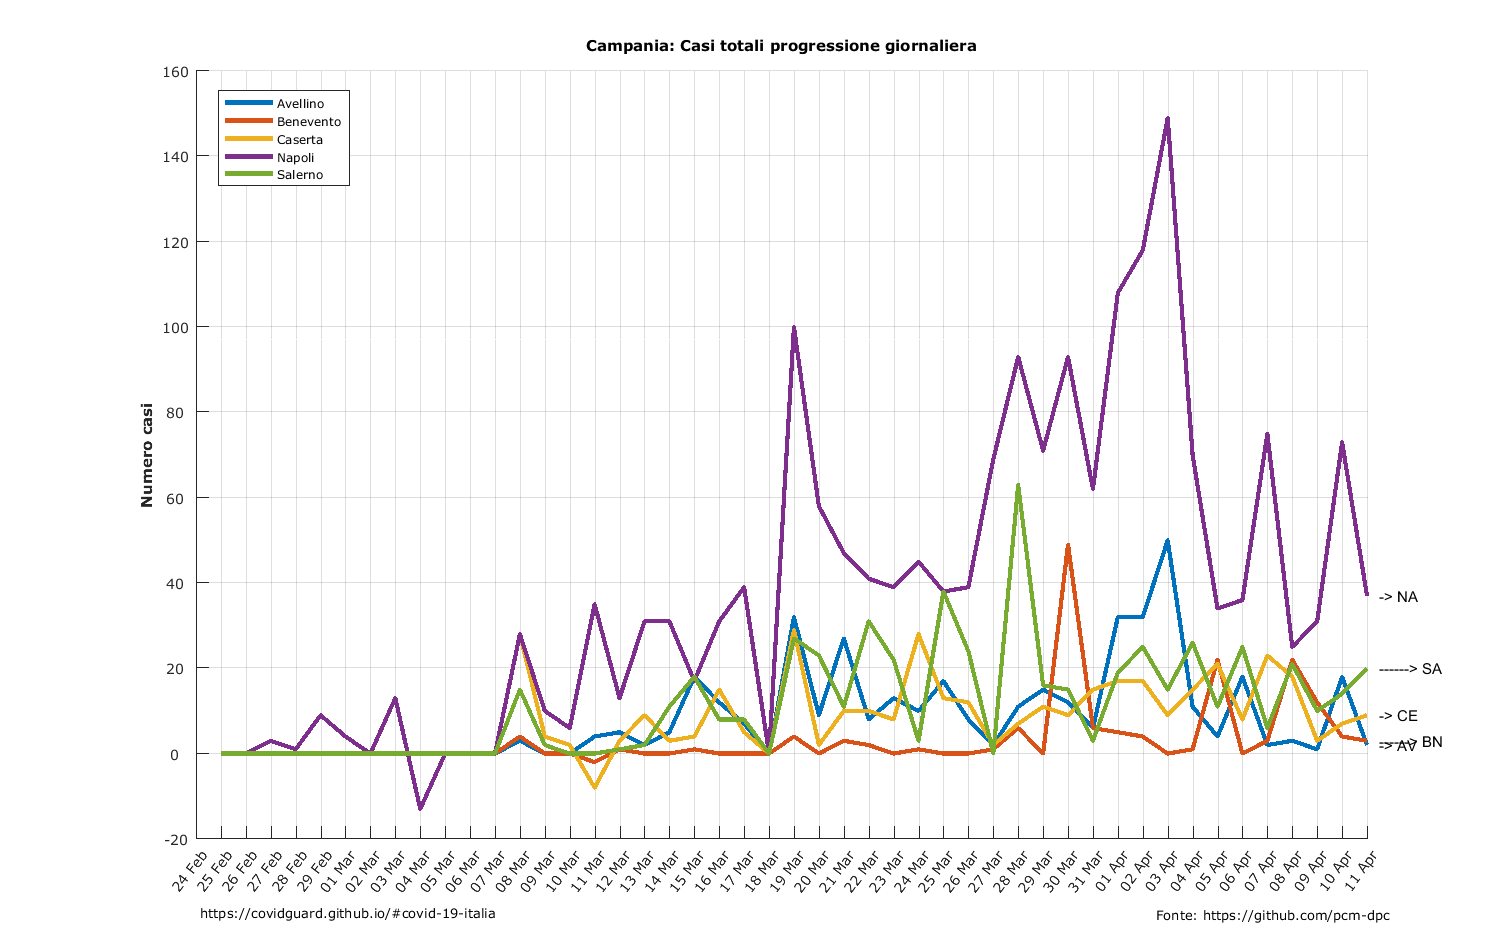 Campania: Casi totali progressione giornaliera
160
140
120
100
80
60
40
20
0
-20
Numero casi
Avellino
Benevento
Caserta
Napoli
Salerno
-> NA
------> SA
-> CE
------> BN
-> AV
24 Feb
25 Feb
26 Feb
27 Feb
28 Feb
29 Feb
01 Mar
02 Mar
03 Mar
04 Mar
05 Mar
06 Mar
07 Mar
08 Mar
09 Mar
10 Mar
11 Mar
12 Mar
13 Mar
14 Mar
15 Mar
16 Mar
17 Mar
18 Mar
19 Mar
20 Mar
21 Mar
22 Mar
23 Mar
24 Mar
25 Mar
26 Mar
27 Mar
28 Mar
29 Mar
30 Mar
31 Mar
01 Apr
02 Apr
03 Apr
04 Apr
05 Apr
06 Apr
07 Apr
08 Apr
09 Apr
10 Apr
11 Apr
https://covidguard.github.io/#covid-19-italia
Fonte: https://github.com/pcm-dpc